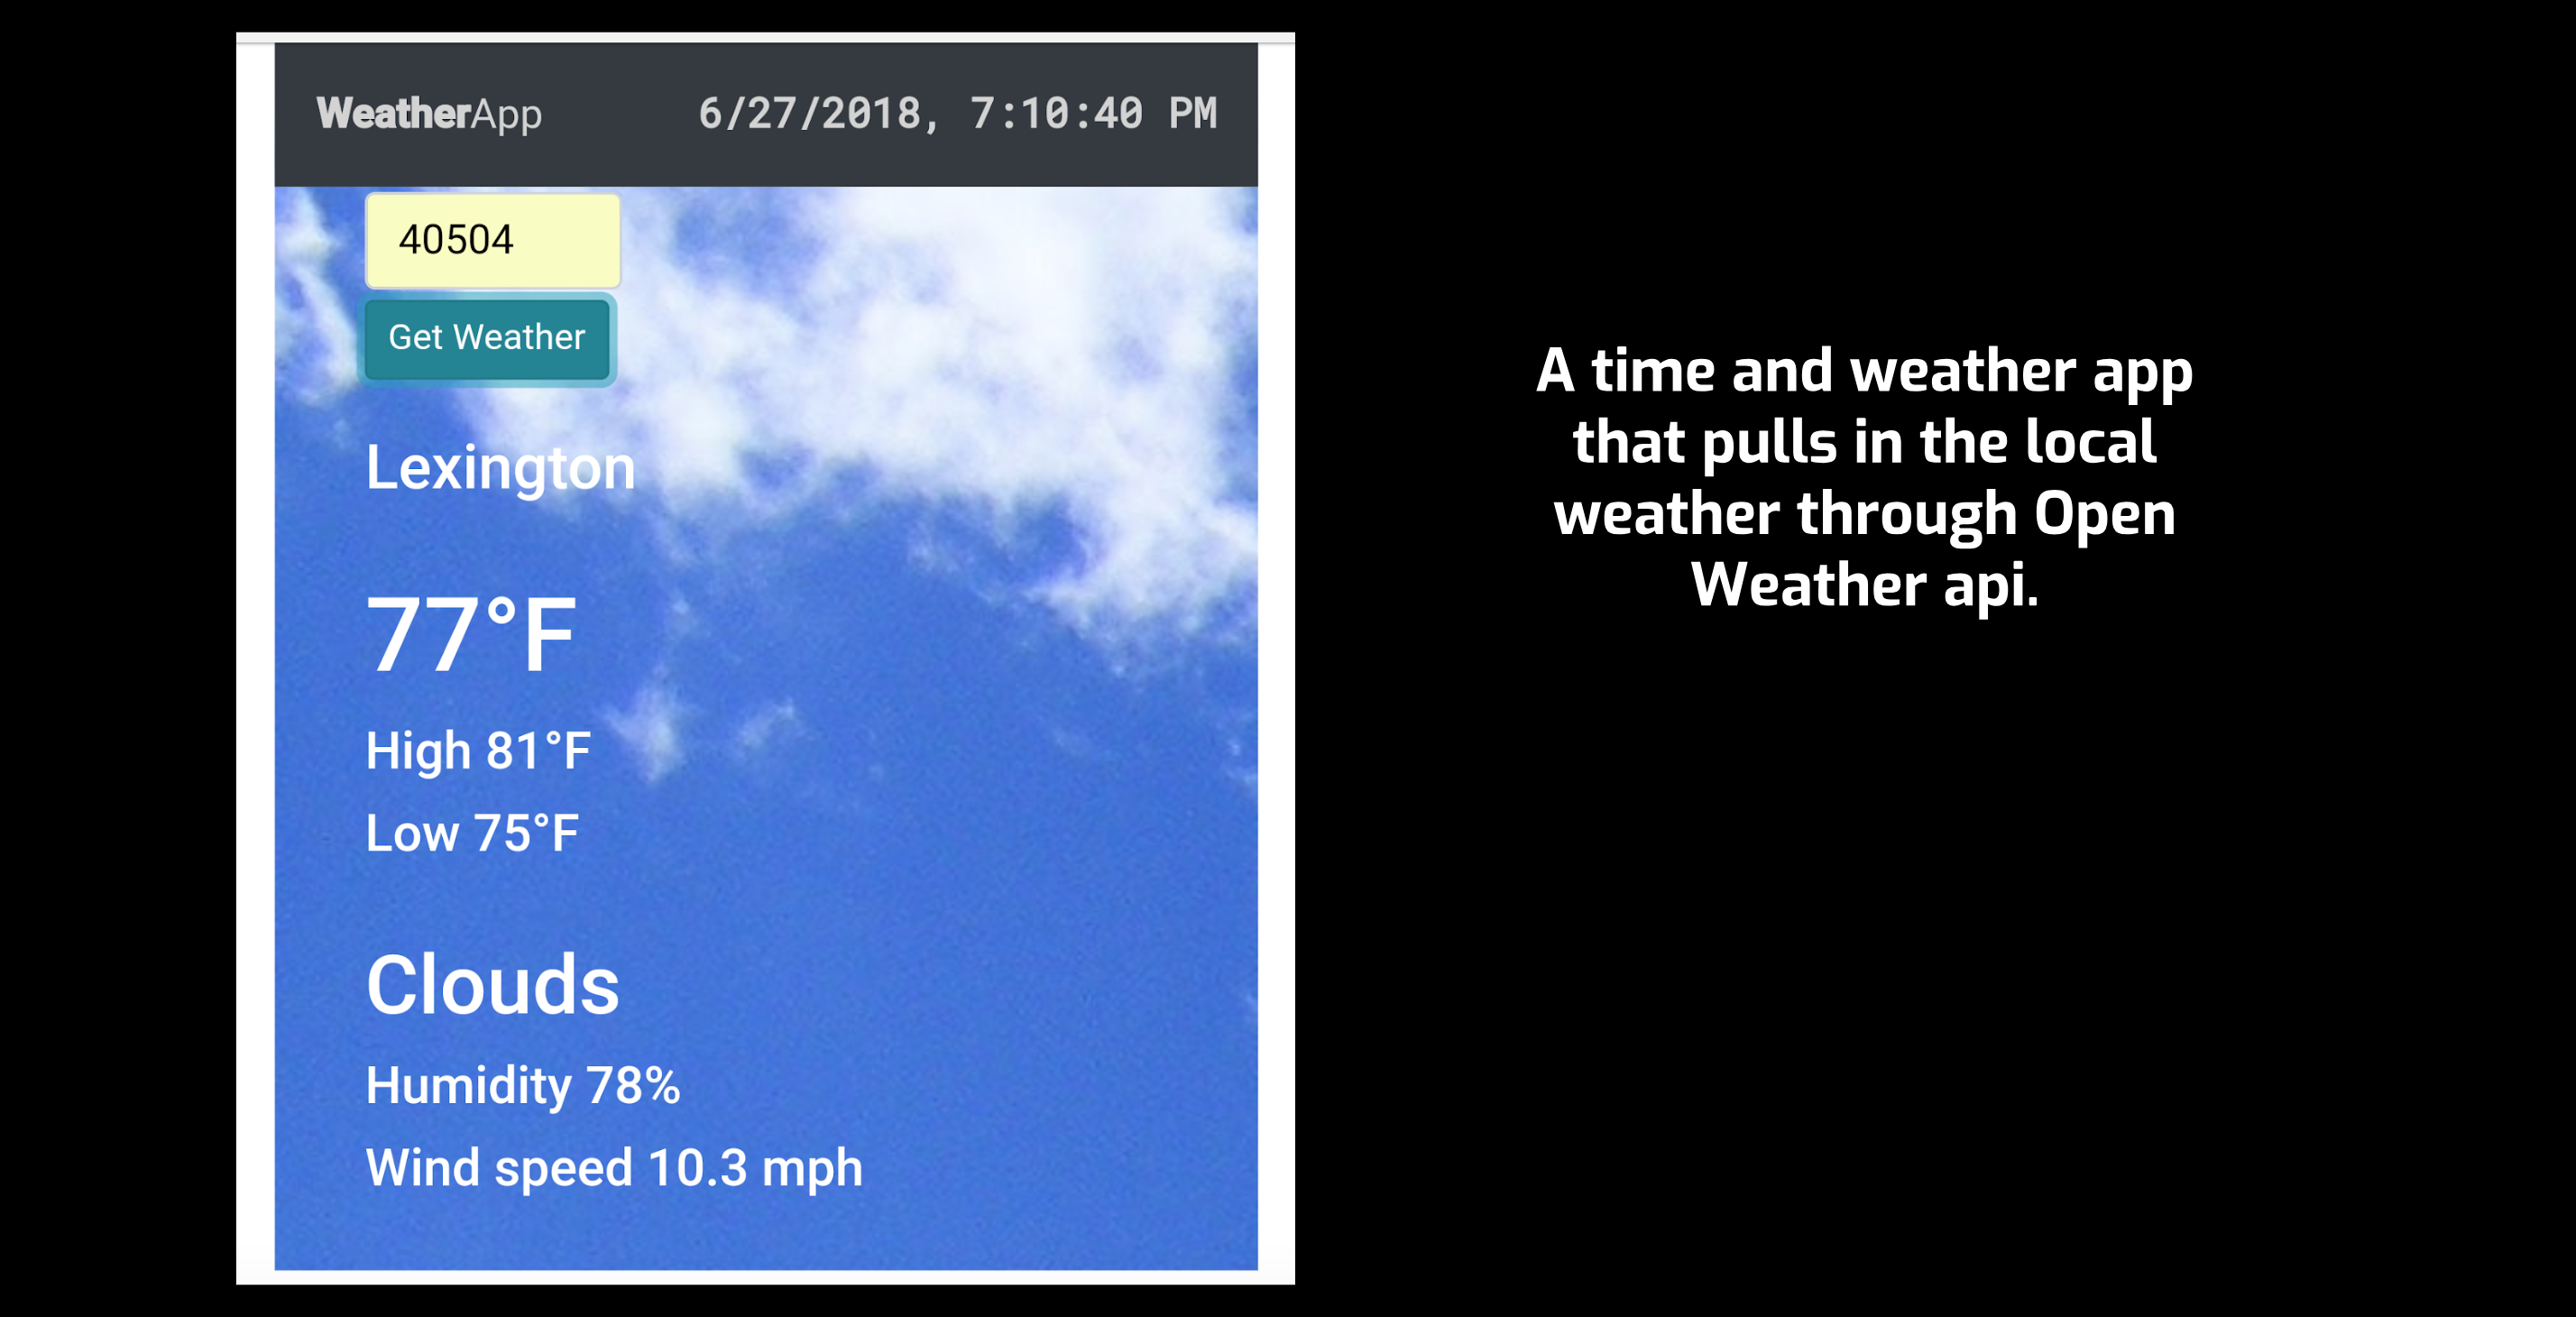 WeatherApp 6/27/2018, 7:10:40 PM
40504
Get Weather
Lexington
77°F
High 81°F
Low 75°F
Clouds
Humidity 78%
Wind speed 10.3 mph
A time and weather app
that pulls in the local
weather through Open
Weather api.